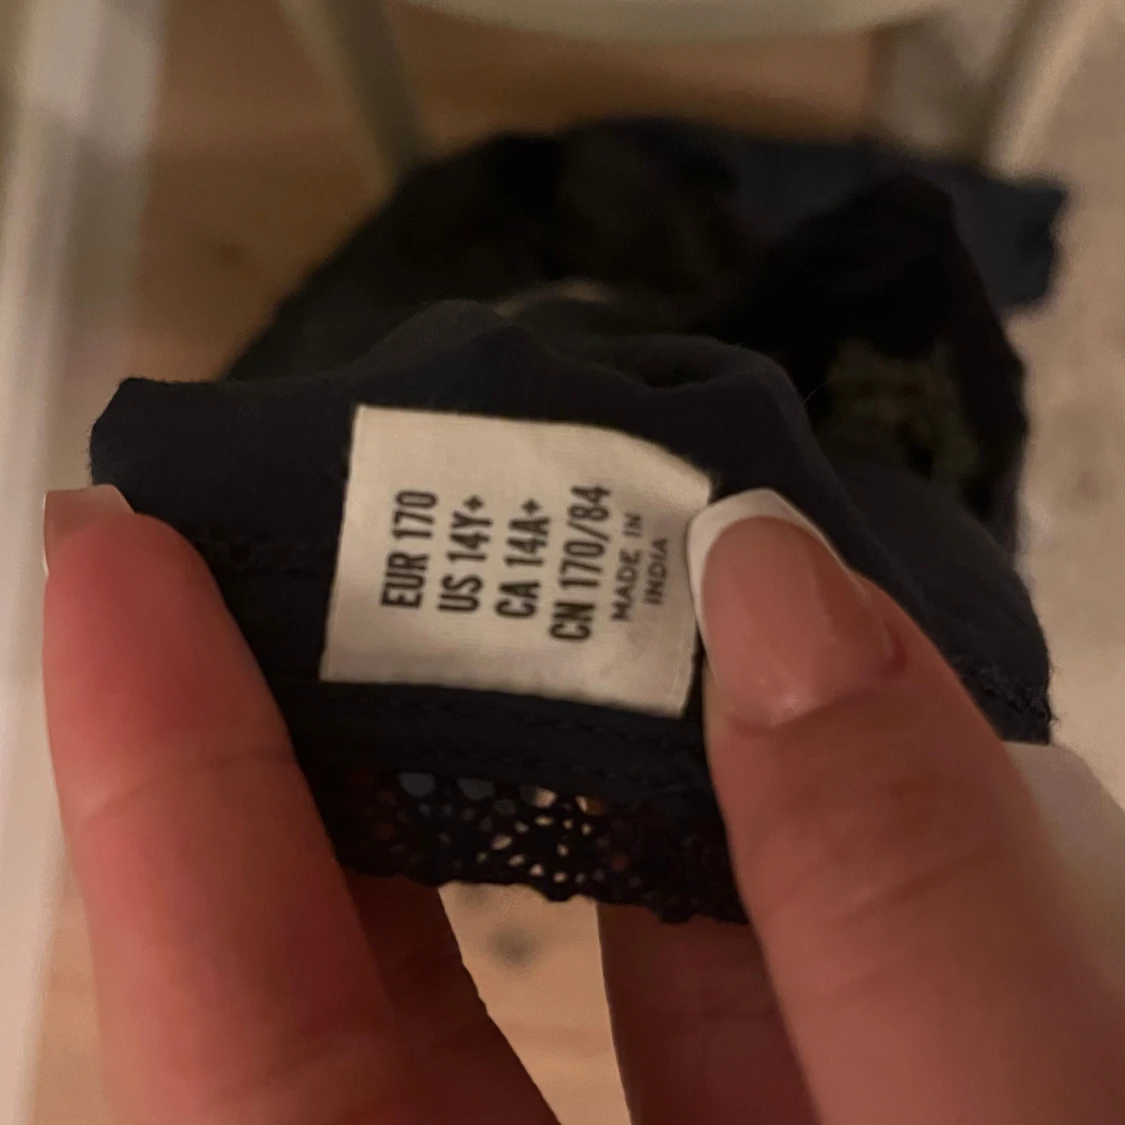 EUR 170
US 14Y+
CA 14A+
CN 170/84
MADE IN
INDIA